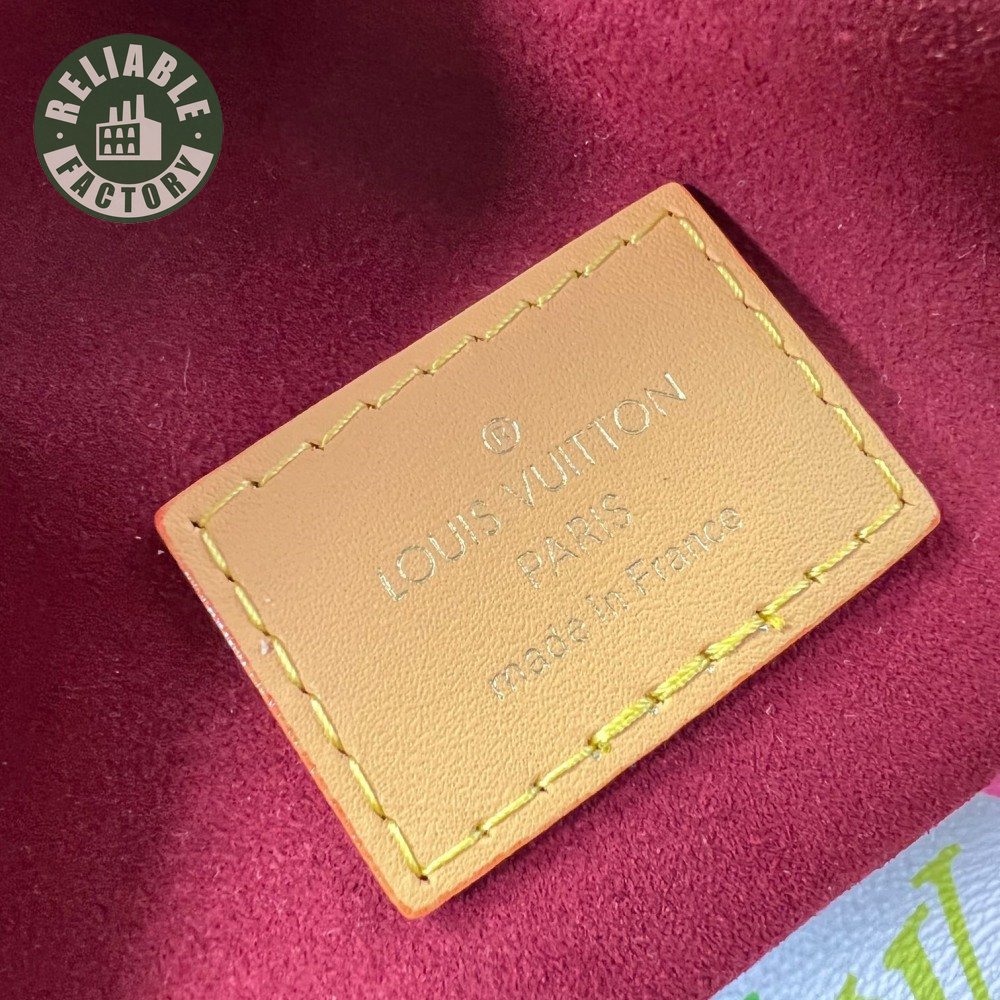 RELIABLE
FACTORY
®
LOUIS VUITTON
PARIS
made in France